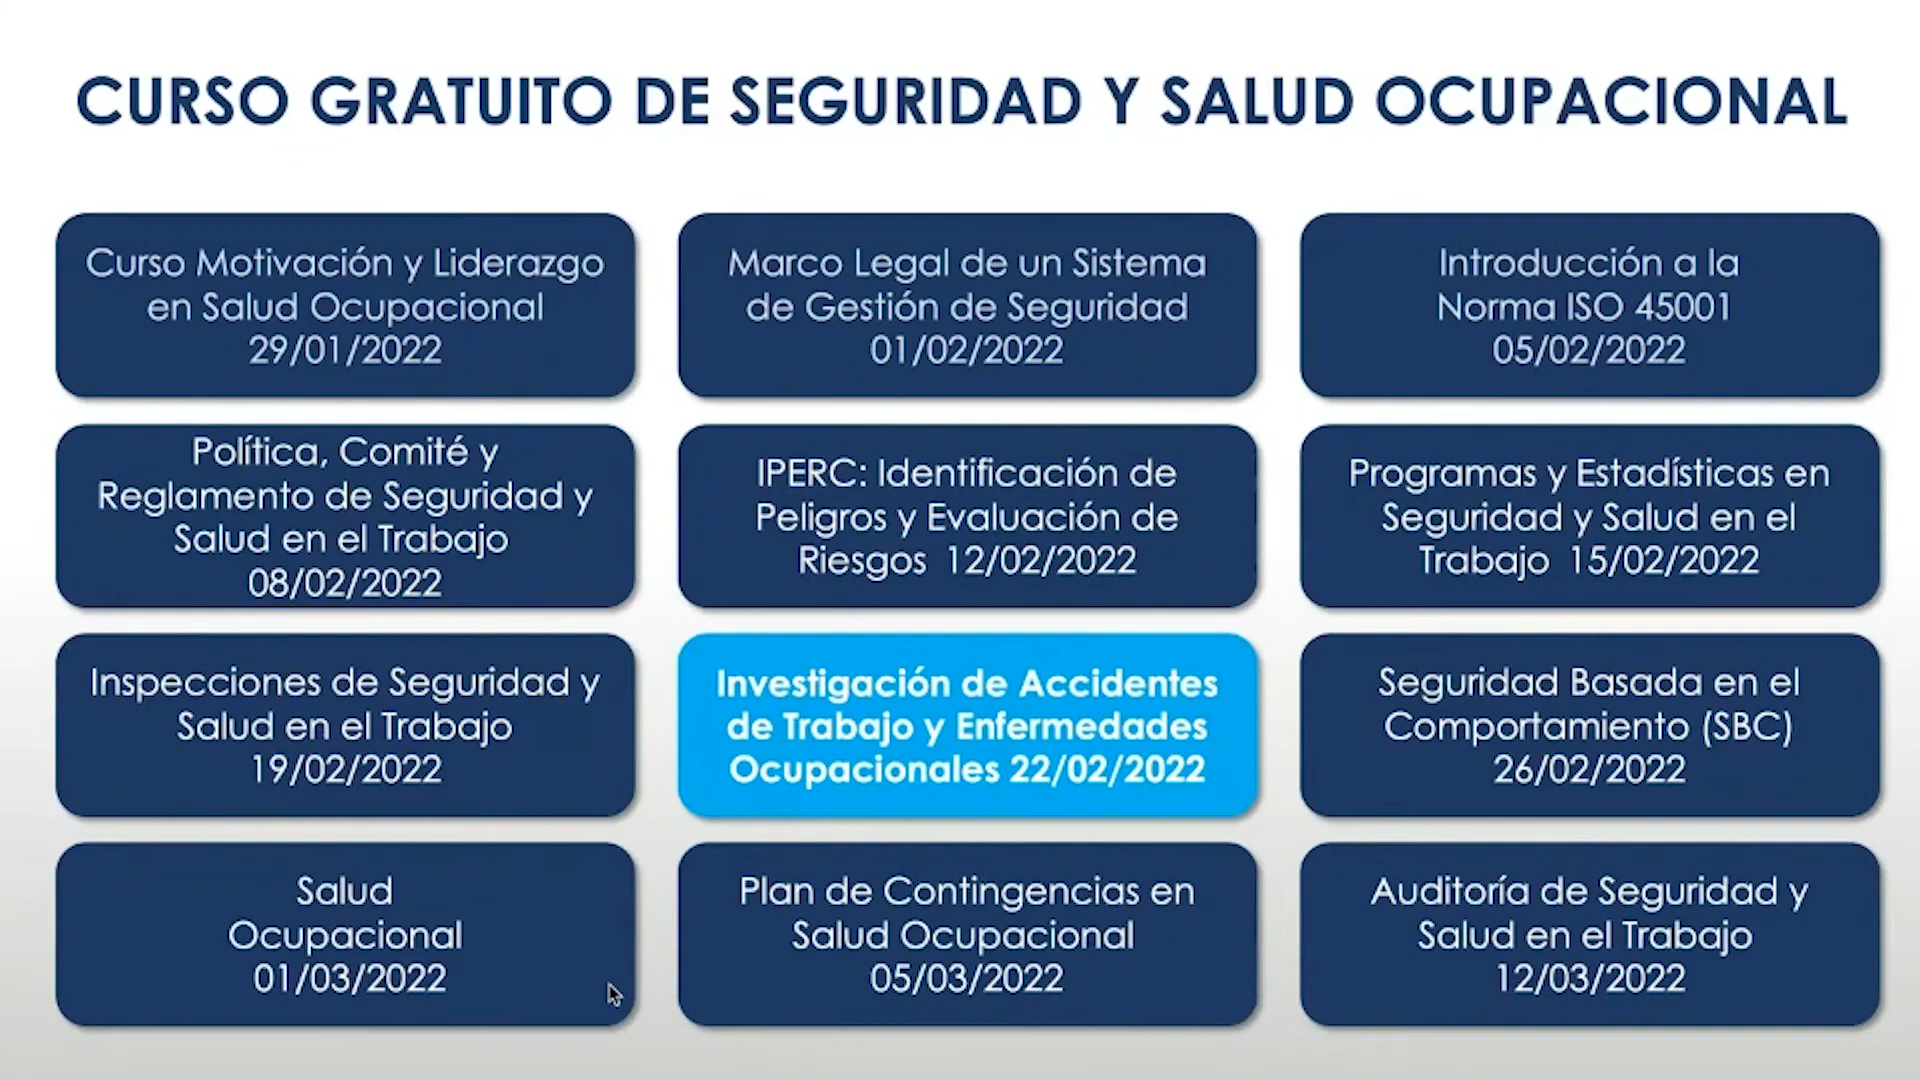 CURSO GRATUITO DE SEGURIDAD Y SALUD OCUPACIONAL
Curso Motivación y Liderazgo
en Salud Ocupacional
29/01/2022
Marco Legal de un Sistema
de Gestión de Seguridad
01/02/2022
Introducción a la
Norma ISO 45001
05/02/2022
Política, Comité y
Reglamento de Seguridad y
Salud en el Trabajo
08/02/2022
IPERC: Identificación de
Peligros y Evaluación de
Riesgos 12/02/2022
Programas y Estadísticas en
Seguridad y Salud en el
Trabajo 15/02/2022
Inspecciones de Seguridad y
Salud en el Trabajo
19/02/2022
Investigación de Accidentes
de Trabajo y Enfermedades
Ocupacionales 22/02/2022
Seguridad Basada en el
Comportamiento (SBC)
26/02/2022
Salud
Ocupacional
01/03/2022
Plan de Contingencias en
Salud Ocupacional
05/03/2022
Auditoría de Seguridad y
Salud en el Trabajo
12/03/2022